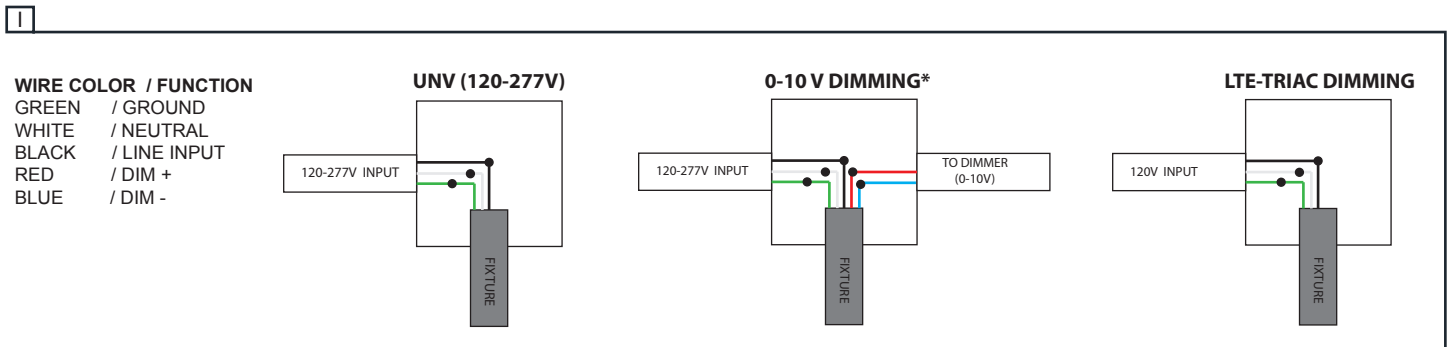 I
WIRE COLOR / FUNCTION
GREEN / GROUND
WHITE / NEUTRAL
BLACK / LINE INPUT
RED / DIM +
BLUE / DIM -
UNV (120-277V)
120-277V INPUT
FIXTURE
0-10 V DIMMING*
120-277V INPUT
TO DIMMER
(0-10V)
FIXTURE
LTE-TRIAC DIMMING
120V INPUT
FIXTURE